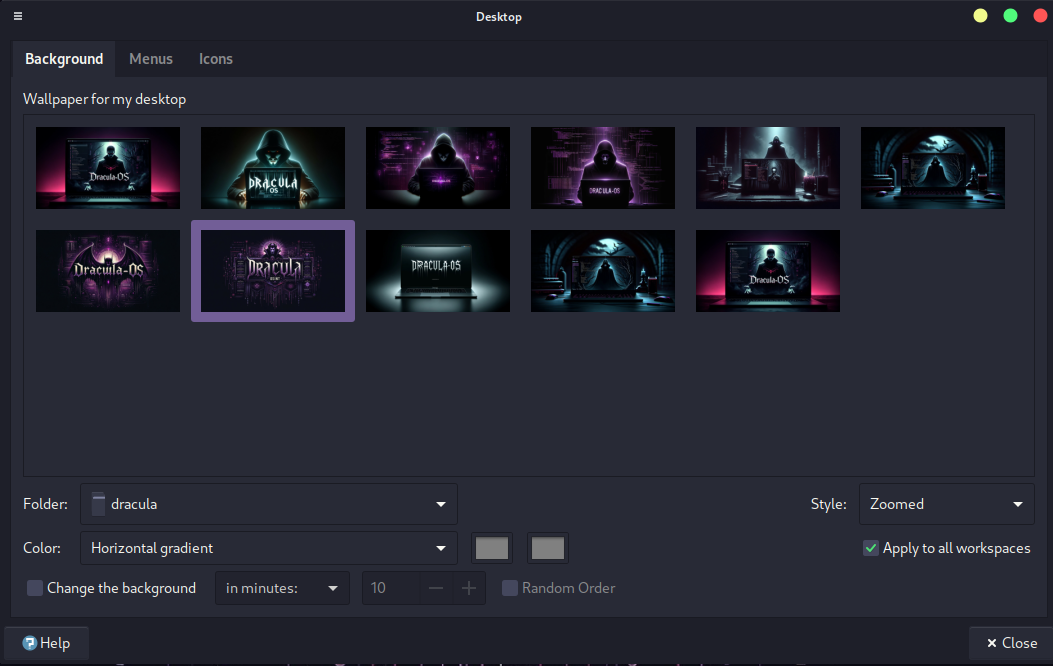 Desktop
Background Menus Icons
Wallpaper for my desktop
Dracula-OS
DRACULA
OS
DRACULA-OS
Dracula-OS
DRACULA
DRACULA-OS
Dracula-OS
Folder: dracula Style: Zoomed
Color: Horizontal gradient Apply to all workspaces
Change the background in minutes: 10 Random Order
Help Close